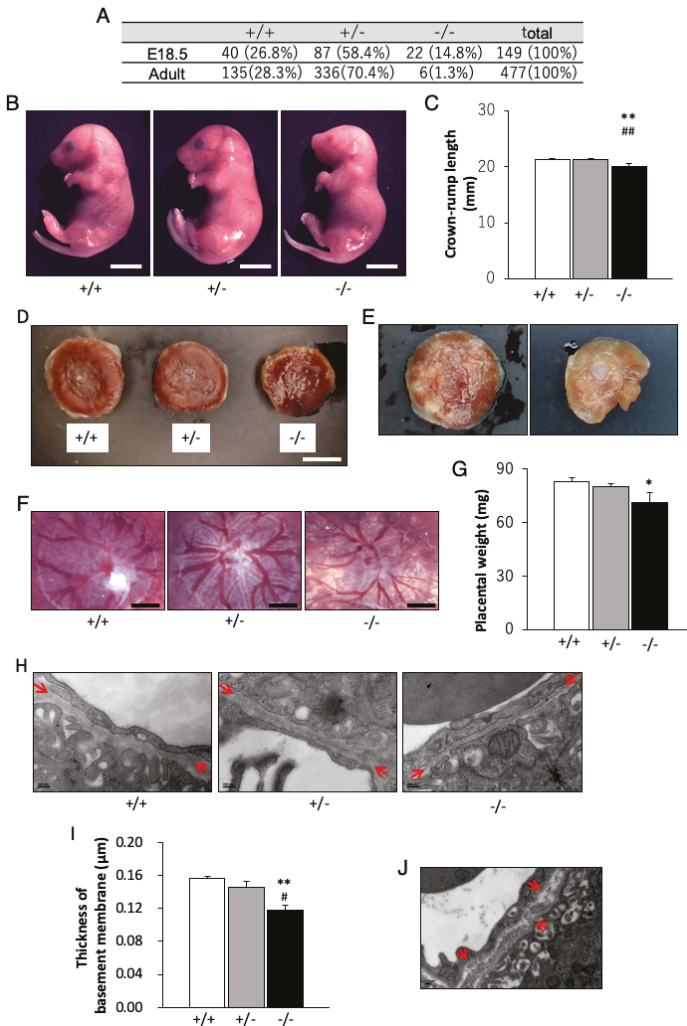 A
+/+ +/- -/- total
E18.5 40 (26.8%) 87 (58.4%) 22 (14.8%) 149 (100%)
Adult 135(28.3%) 336(70.4%) 6(1.3%) 477(100%)
B
+/+ +/- -/-
C
Crown-rump length
(mm)
30
20
10
0
**
##
+/+ +/- -/-
D
+/+ +/- -/-
E
F
+/+ +/- -/-
G
Placental weight (mg)
90
60
30
0
*
+/+ +/- -/-
H
+/+ +/- -/-
I
Thickness of
basement membrane (μm)
0.20
0.16
0.12
0.08
0.04
0.00
**
#
+/+ +/- -/-
J